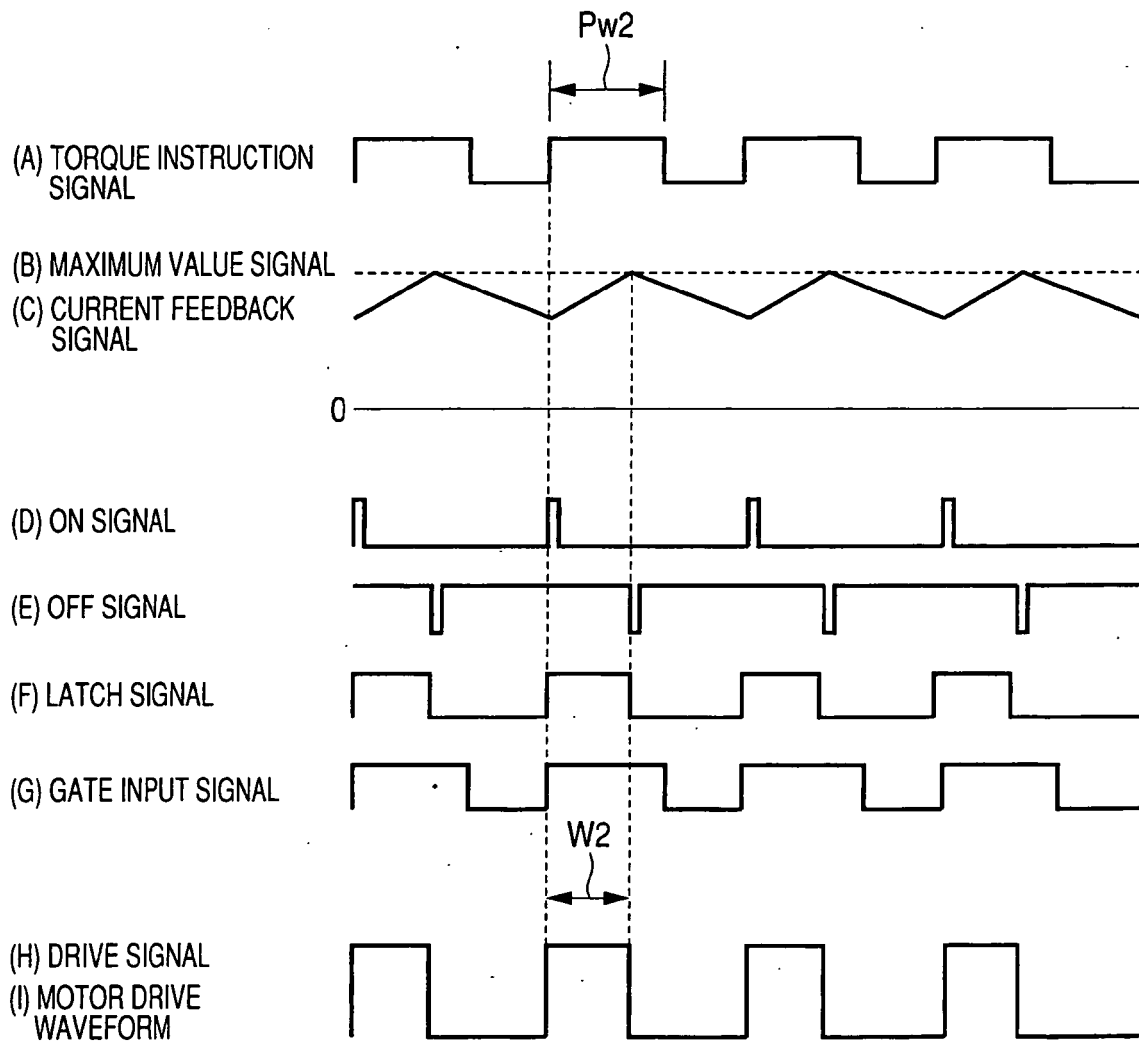 Pw2
(A) TORQUE INSTRUCTION
SIGNAL
(B) MAXIMUM VALUE SIGNAL
(C) CURRENT FEEDBACK
SIGNAL
0
(D) ON SIGNAL
(E) OFF SIGNAL
(F) LATCH SIGNAL
(G) GATE INPUT SIGNAL
W2
(H) DRIVE SIGNAL
(I) MOTOR DRIVE
WAVEFORM